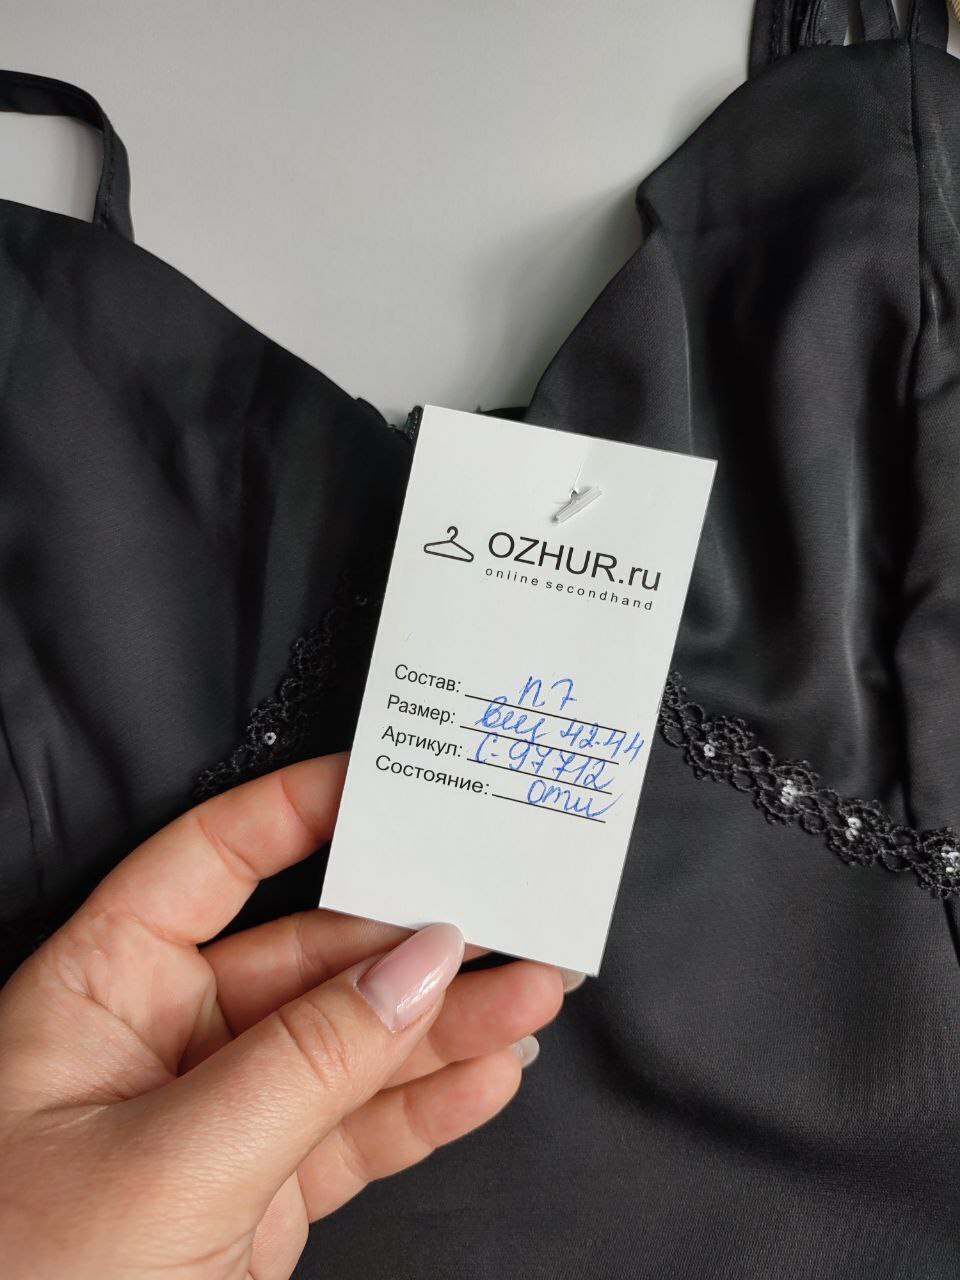 OZHUR.ru
online secondhand
Состав: п7
Размер: 42-44
Артикул: С-97712
Состояние: отл